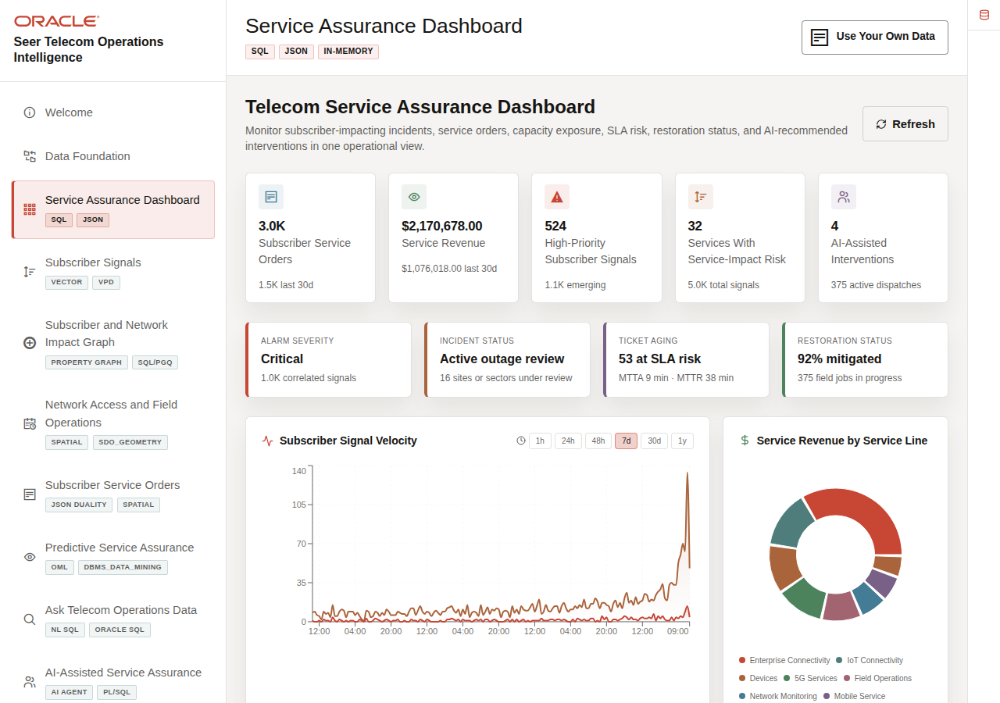 ORACLE
Seer Telecom Operations
Intelligence
Welcome
Data Foundation
Service Assurance Dashboard
SQL JSON
Subscriber Signals
VECTOR VPD
Subscriber and Network
Impact Graph
PROPERTY GRAPH SQL/PGQ
Network Access and Field
Operations
SPATIAL SDO_GEOMETRY
Subscriber Service Orders
JSON DUALITY SPATIAL
Predictive Service Assurance
OML DBMS_DATA_MINING
Ask Telecom Operations Data
NL SQL ORACLE SQL
AI-Assisted Service Assurance
AI AGENT PL/SQL
Service Assurance Dashboard
SQL JSON IN-MEMORY
Use Your Own Data
Telecom Service Assurance Dashboard
Monitor subscriber-impacting incidents, service orders, capacity exposure, SLA risk, restoration status, and AI-recommended
interventions in one operational view.
Refresh
3.0K
Subscriber Service
Orders
1.5K last 30d
$2,170,678.00
Service Revenue
$1,076,018.00 last 30d
524
High-Priority
Subscriber Signals
1.1K emerging
32
Services With
Service-Impact Risk
5.0K total signals
4
AI-Assisted
Interventions
375 active dispatches
ALARM SEVERITY
Critical
1.0K correlated signals
INCIDENT STATUS
Active outage review
16 sites or sectors under review
TICKET AGING
53 at SLA risk
MTTA 9 min · MTTR 38 min
RESTORATION STATUS
92% mitigated
375 field jobs in progress
Subscriber Signal Velocity
1h 24h 48h 7d 30d 1y
140
105
70
35
0
12:00 04:00 20:00 12:00 04:00 20:00 12:00 04:00 20:00 12:00 09:00
Service Revenue by Service Line
Enterprise Connectivity IoT Connectivity
Devices 5G Services Field Operations
Network Monitoring Mobile Service